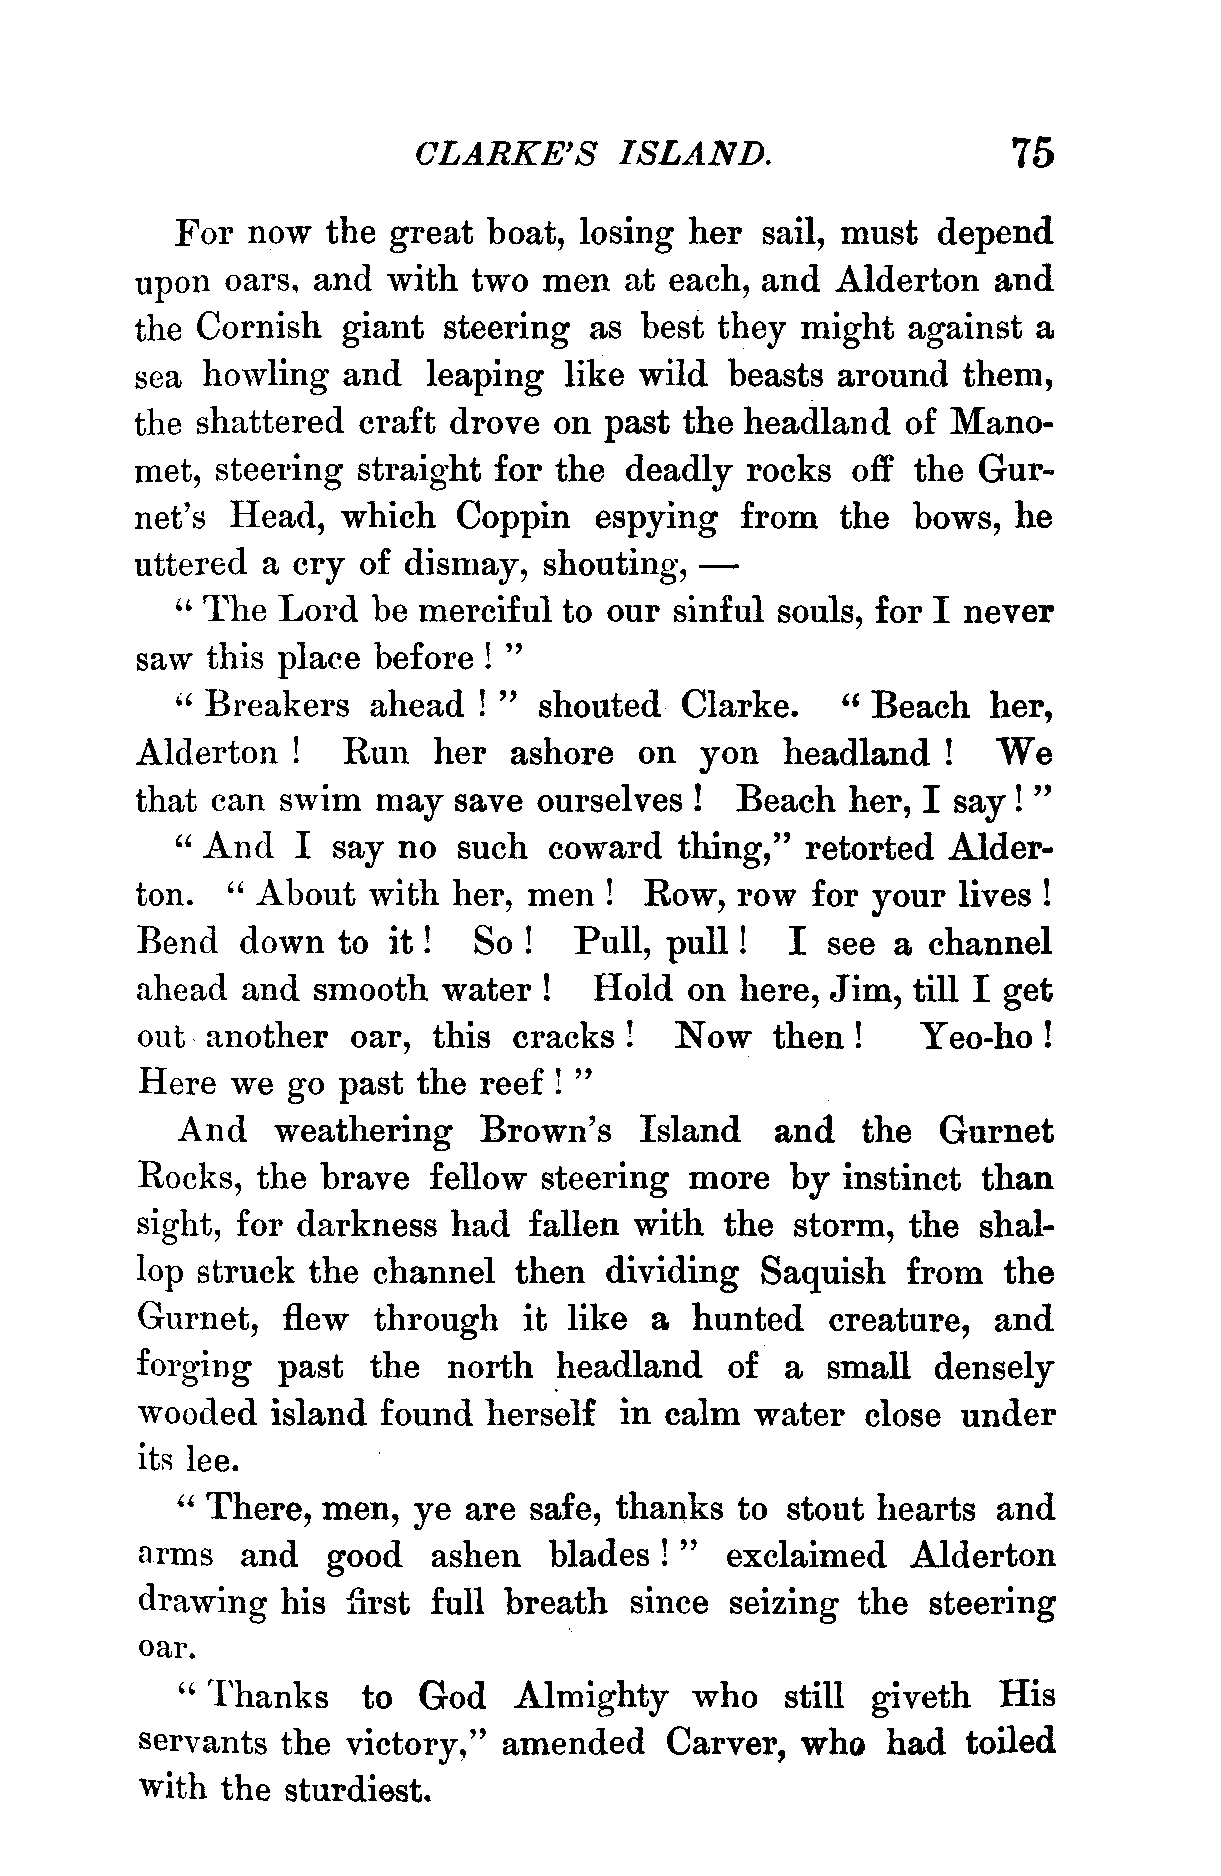 CLARKE'S ISLAND. 75
For now the great boat, losing her sail, must depend
upon oars, and with two men at each, and Alderton and
the Cornish giant steering as best they might against a
sea howling and leaping like wild beasts around them,
the shattered craft drove on past the headland of Mano-
met, steering straight for the deadly rocks off the Gur-
net's Head, which Coppin espying from the bows, he
uttered a cry of dismay, shouting, —
" The Lord be merciful to our sinful souls, for I never
saw this place before ! "
" Breakers ahead ! " shouted Clarke. " Beach her,
Alderton ! Run her ashore on yon headland ! We
that can swim may save ourselves ! Beach her, I say ! "
" And I say no such coward thing," retorted Alder-
ton. " About with her, men ! Row, row for your lives !
Bend down to it ! So ! Pull, pull ! I see a channel
ahead and smooth water ! Hold on here, Jim, till I get
out another oar, this cracks ! Now then ! Yeo-ho !
Here we go past the reef ! "
And weathering Brown's Island and the Gurnet
Rocks, the brave fellow steering more by instinct than
sight, for darkness had fallen with the storm, the shal-
lop struck the channel then dividing Saquish from the
Gurnet, flew through it like a hunted creature, and
forging past the north headland of a small densely
wooded island found herself in calm water close under
its lee.
" There, men, ye are safe, thanks to stout hearts and
arms and good ashen blades ! " exclaimed Alderton
drawing his first full breath since seizing the steering
oar.
" Thanks to God Almighty who still giveth His
servants the victory," amended Carver, who had toiled
with the sturdiest.